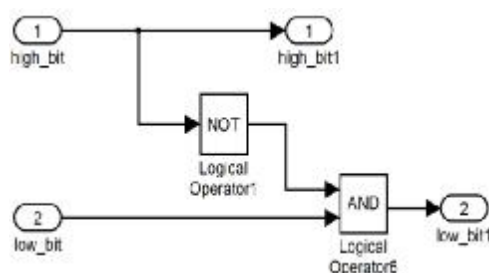 1
high_bit
1
high_bit1
NOT
Logical
Operator1
2
low_bit
AND
Logical
Operator6
2
low_bit1